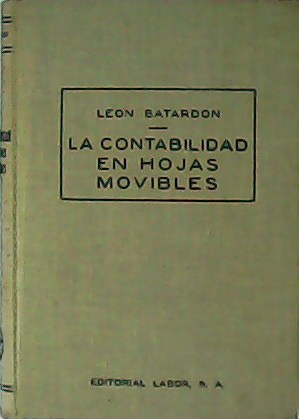 LEON BATARDON
LA CONTABILIDAD
EN HOJAS
MOVIBLES
EDITORIAL LABOR, S. A.